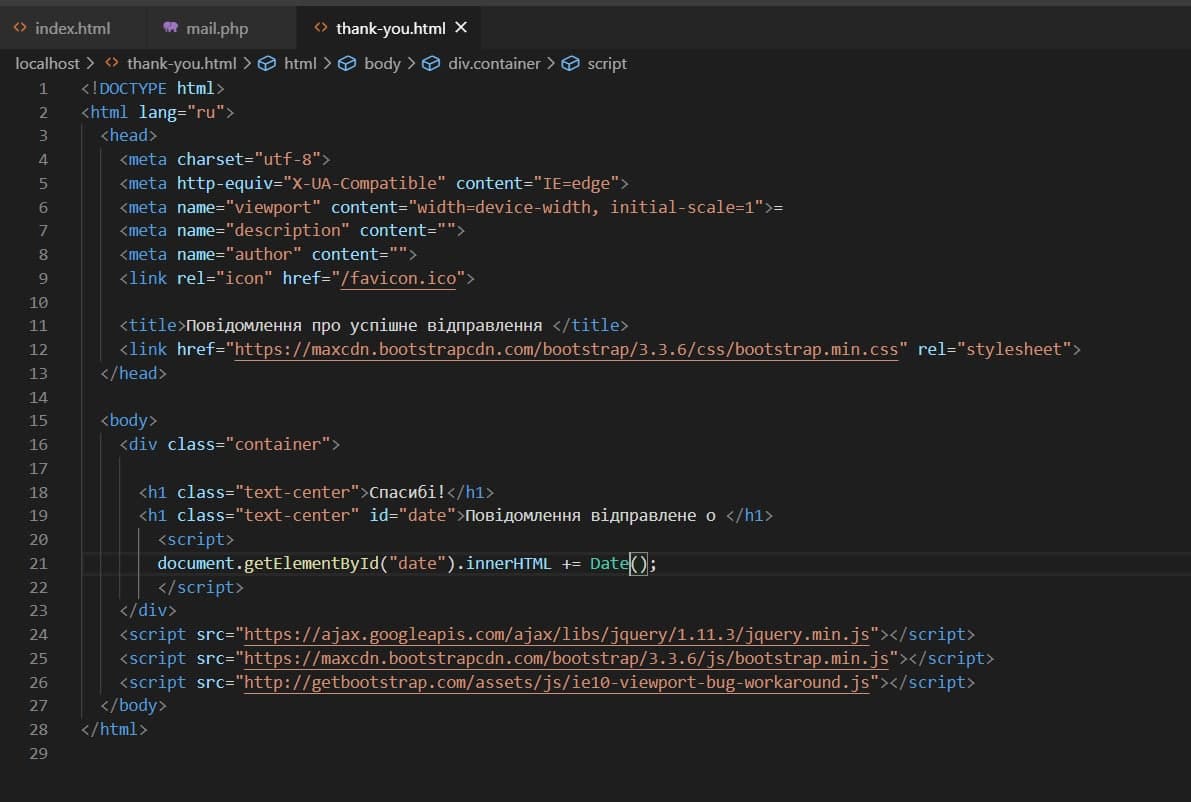 index.html mail.php thank-you.html
localhost > thank-you.html > html > body > div.container > script
1 <!DOCTYPE html>
2 <html lang="ru">
3 <head>
4 <meta charset="utf-8">
5 <meta http-equiv="X-UA-Compatible" content="IE=edge">
6 <meta name="viewport" content="width=device-width, initial-scale=1">=
7 <meta name="description" content="">
8 <meta name="author" content="">
9 <link rel="icon" href="/favicon.ico">
10
11 <title>Повідомлення про успішне відправлення </title>
12 <link href="https://maxcdn.bootstrapcdn.com/bootstrap/3.3.6/css/bootstrap.min.css" rel="stylesheet">
13 </head>
14
15 <body>
16 <div class="container">
17
18 <h1 class="text-center">Спасибі!</h1>
19 <h1 class="text-center" id="date">Повідомлення відправлене о </h1>
20 <script>
21 document.getElementById("date").innerHTML += Date();
22 </script>
23 </div>
24 <script src="https://ajax.googleapis.com/ajax/libs/jquery/1.11.3/jquery.min.js"></script>
25 <script src="https://maxcdn.bootstrapcdn.com/bootstrap/3.3.6/js/bootstrap.min.js"></script>
26 <script src="http://getbootstrap.com/assets/js/ie10-viewport-bug-workaround.js"></script>
27 </body>
28 </html>
29